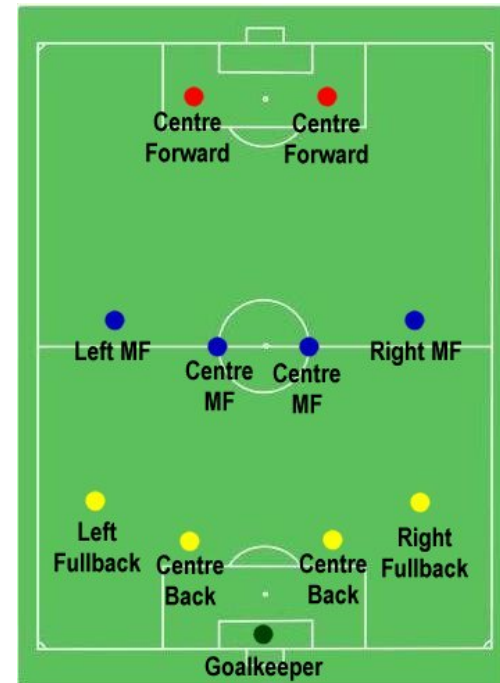 Centre
Forward
Centre
Forward
Left MF
Centre
MF
Centre
MF
Right MF
Left
Fullback
Centre
Back
Centre
Back
Right
Fullback
Goalkeeper